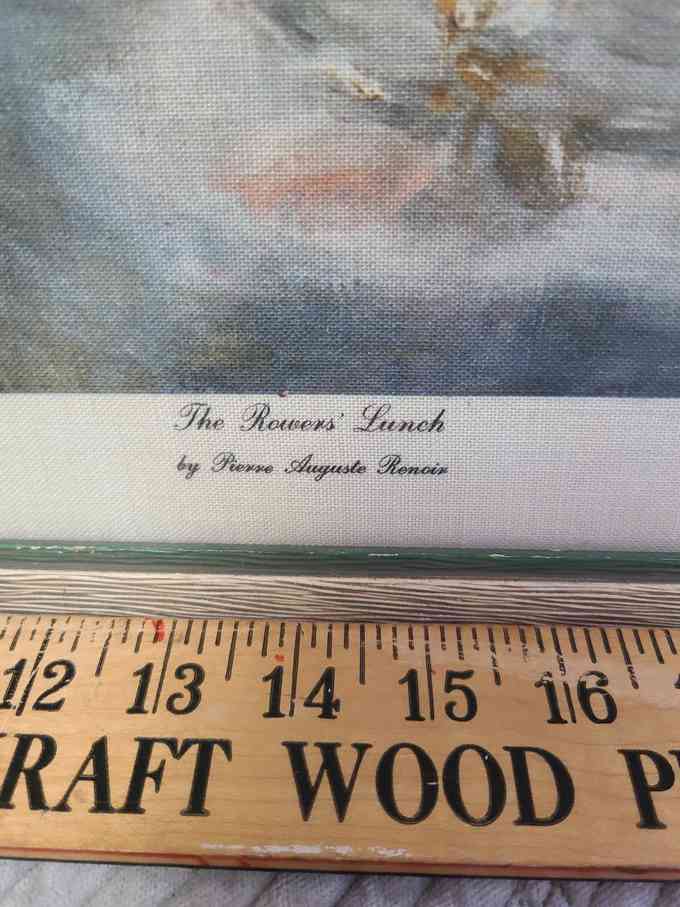 The Rowers' Lunch
by Pierre Auguste Renoir
12 13 14 15 16
RAFT WOOD P